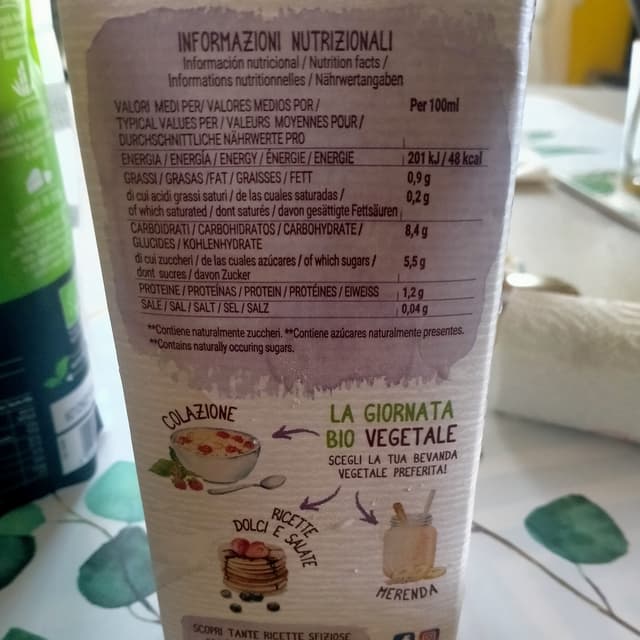 INFORMAZIONI NUTRIZIONALI
Información nutricional / Nutrition facts /
Informations nutritionnelles / Nährwertangaben
VALORI MEDI PER/ VALORES MEDIOS POR / Per 100ml
TYPICAL VALUES PER / VALEURS MOYENNES POUR /
DURCHSCHNITTLICHE NÄHRWERTE PRO
ENERGIA / ENERGÍA / ENERGY / ÉNERGIE / ENERGIE 201 kJ / 48 kcal
GRASSI / GRASAS /FAT / GRAISSES / FETT 0,9 g
di cui acidi grassi saturi / de las cuales saturadas / 0,2 g
of which saturated / dont saturés / davon gesättigte Fettsäuren
CARBOIDRATI / CARBOHIDRATOS / CARBOHYDRATE / 8,4 g
GLUCIDES / KOHLENHYDRATE
di cui zuccheri / de las cuales azúcares / of which sugars / 5,5 g
dont sucres / davon Zucker
PROTEINE / PROTEÍNAS / PROTEIN / PROTÉINES / EIWEISS 1,2 g
SALE / SAL / SALT / SEL / SALZ 0,04 g
**Contiene naturalmente zuccheri. **Contiene azúcares naturalmente presentes.
**Contains naturally occuring sugars.
COLAZIONE
LA GIORNATA
BIO VEGETALE
SCEGLI LA TUA BEVANDA
VEGETALE PREFERITA!
RICETTE
DOLCI E SALATE
MERENDA
SCOPRI TANTE RICETTE SFIZIOSE